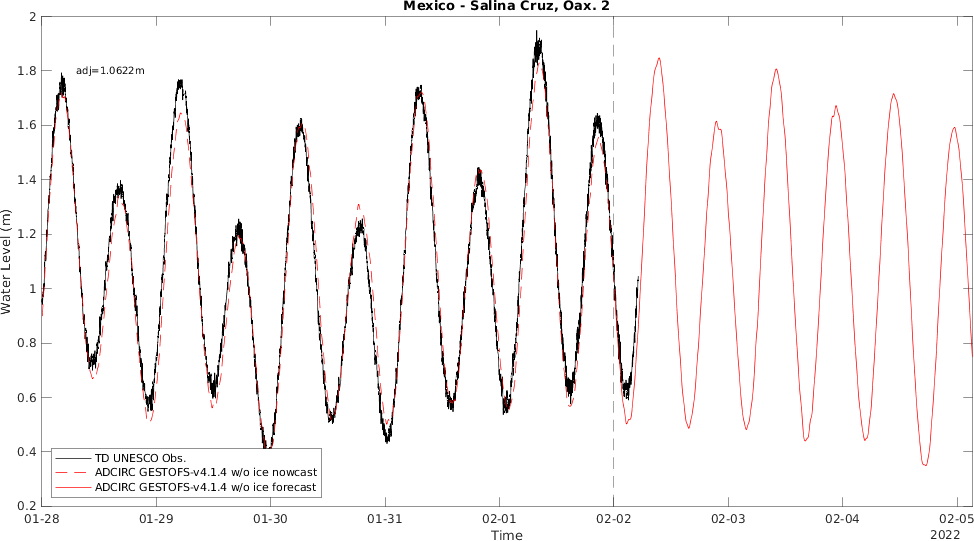 Mexico - Salina Cruz, Oax. 2
2
1.8
1.6
1.4
1.2
1
0.8
0.6
0.4
0.2
Water Level (m)
adj=1.0622m
TD UNESCO Obs.
ADCIRC GESTOFS-v4.1.4 w/o ice nowcast
ADCIRC GESTOFS-v4.1.4 w/o ice forecast
01-28 01-29 01-30 01-31 02-01 02-02 02-03 02-04 02-05
Time
2022